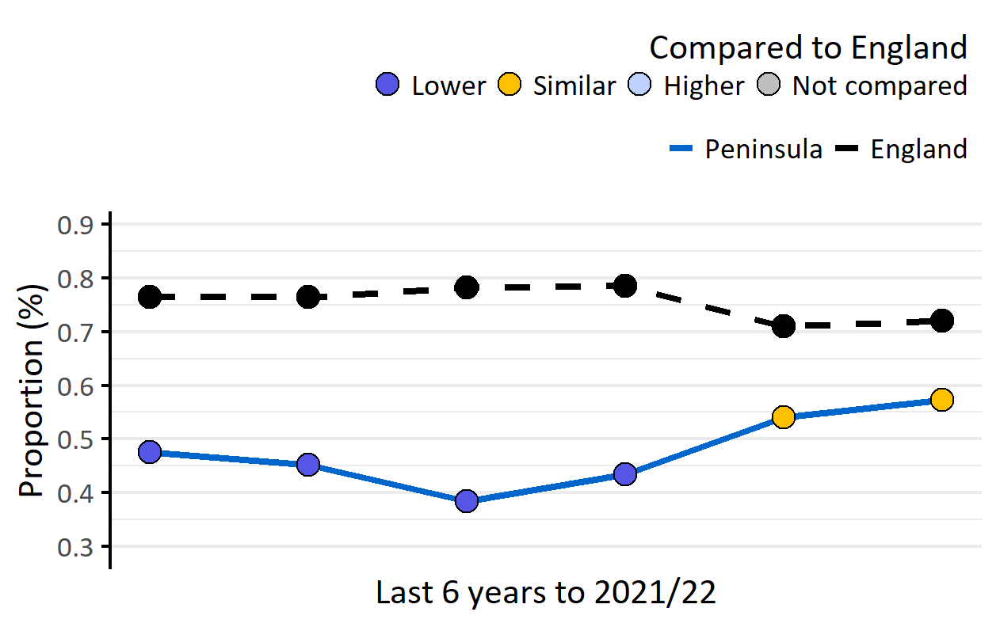 Compared to England
Lower Similar Higher Not compared
Peninsula England
0.9
0.8
0.7
0.6
0.5
0.4
0.3
Proportion (%)
Last 6 years to 2021/22